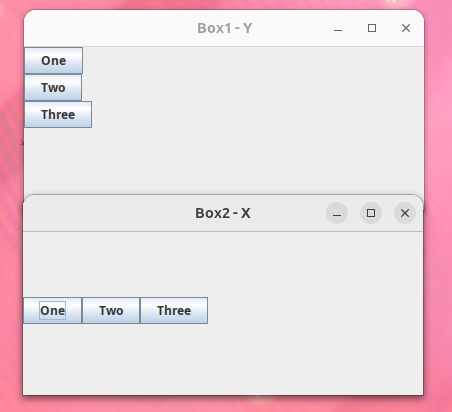 Box1 - Y
One
Two
Three
Box2 - X
One Two Three